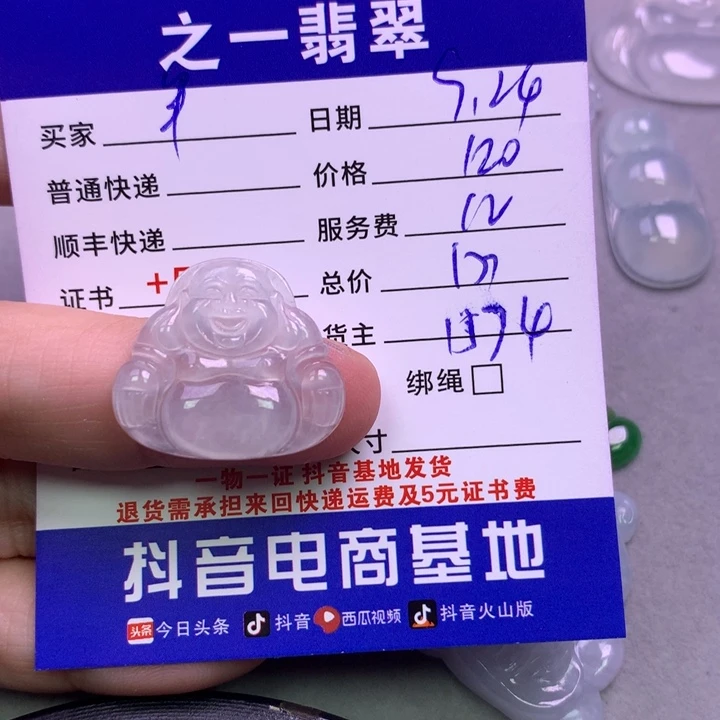 之一翡翠
买家 日期 5.24
普通快递 价格 120
顺丰快递 服务费 12
证书 总价
货主
绑绳
寸
一物一证 抖音基地发货
退货需承担来回快递运费及5元证书费
抖音电商基地
头条 今日头条 抖音 西瓜视频 抖音火山版